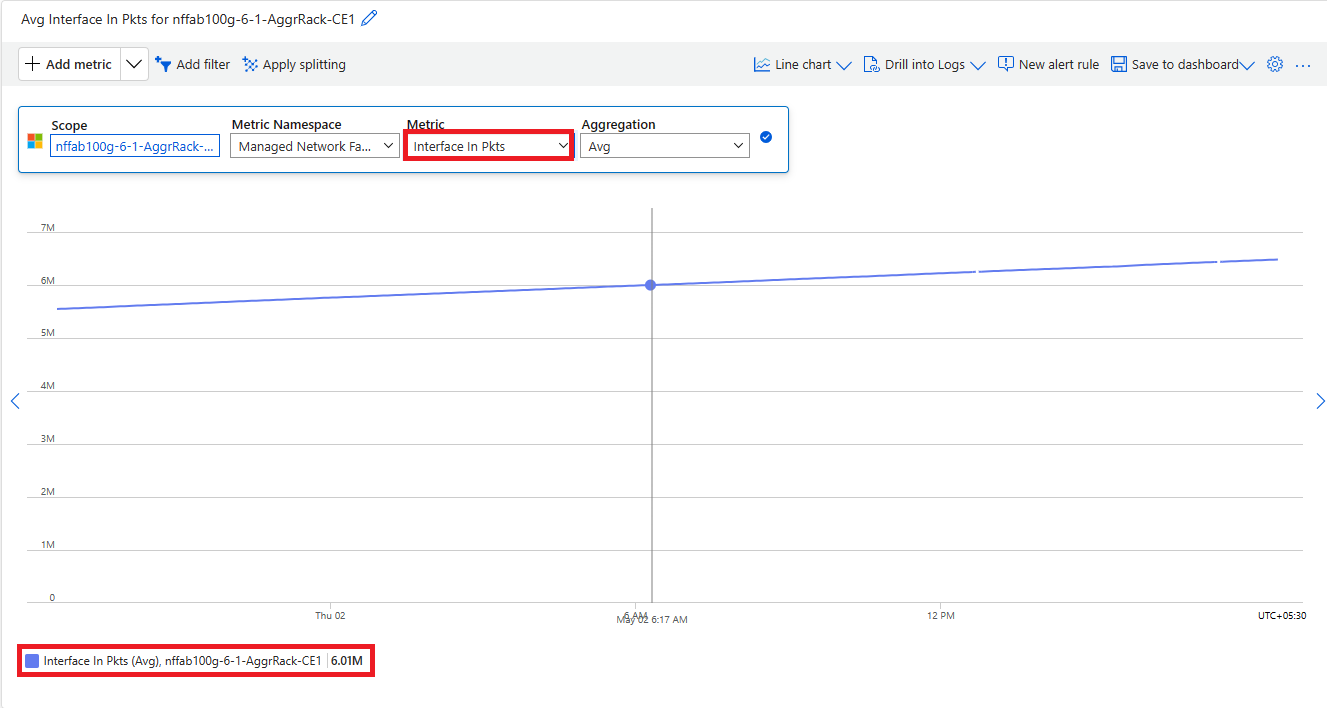 Avg Interface In Pkts for nffab100g-6-1-AggrRack-CE1
Add metric Add filter Apply splitting Line chart Drill into Logs New alert rule Save to dashboard ...
Scope Metric Namespace Metric Aggregation
nffab100g-6-1-AggrRack-... Managed Network Fa... Interface In Pkts Avg
7M
6M
5M
4M
3M
2M
1M
0
Thu 02 6 AM 12 PM UTC+05:30
May 02 6:17 AM
Interface In Pkts (Avg), nffab100g-6-1-AggrRack-CE1 6.01M